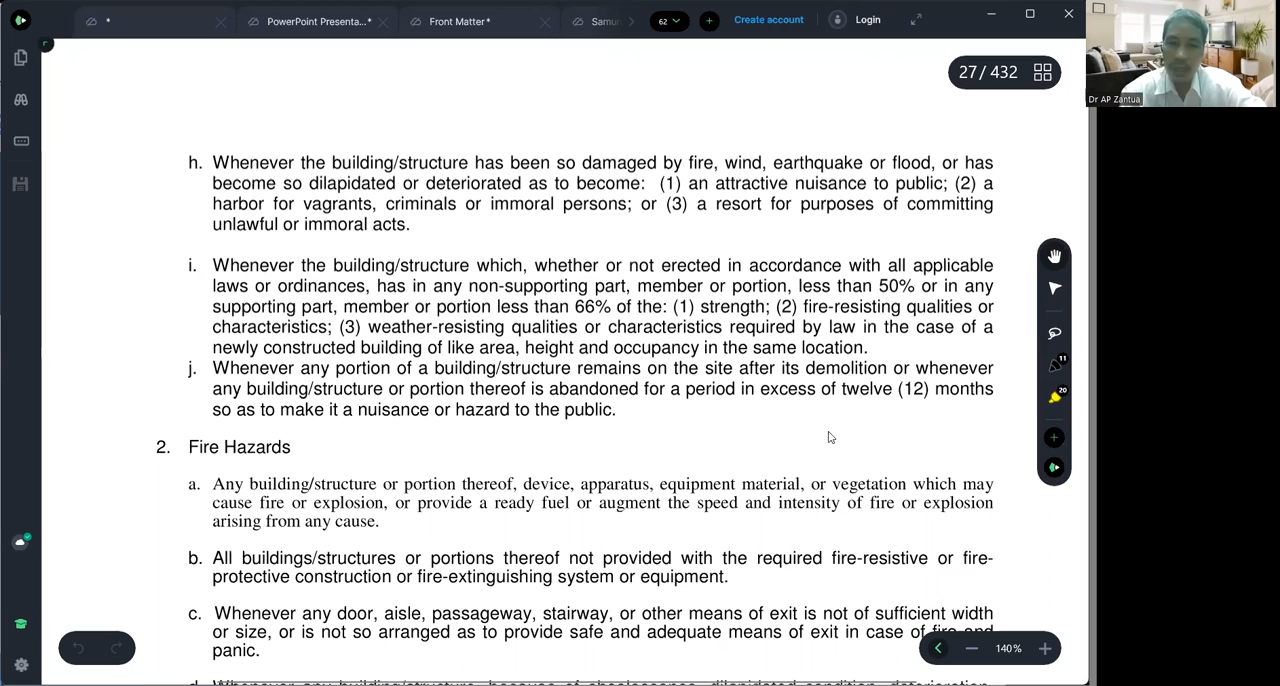 *
PowerPoint Presenta...*
Front Matter*
Samu
62
Create account
Login
27 / 432
Dr AP Zantua
h. Whenever the building/structure has been so damaged by fire, wind, earthquake or flood, or has
become so dilapidated or deteriorated as to become: (1) an attractive nuisance to public; (2) a
harbor for vagrants, criminals or immoral persons; or (3) a resort for purposes of committing
unlawful or immoral acts.
i. Whenever the building/structure which, whether or not erected in accordance with all applicable
laws or ordinances, has in any non-supporting part, member or portion, less than 50% or in any
supporting part, member or portion less than 66% of the: (1) strength; (2) fire-resisting qualities or
characteristics; (3) weather-resisting qualities or characteristics required by law in the case of a
newly constructed building of like area, height and occupancy in the same location.
j. Whenever any portion of a building/structure remains on the site after its demolition or whenever
any building/structure or portion thereof is abandoned for a period in excess of twelve (12) months
so as to make it a nuisance or hazard to the public.
11
20
2. Fire Hazards
a. Any building/structure or portion thereof, device, apparatus, equipment material, or vegetation which may
cause fire or explosion, or provide a ready fuel or augment the speed and intensity of fire or explosion
arising from any cause.
b. All buildings/structures or portions thereof not provided with the required fire-resistive or fire-
protective construction or fire-extinguishing system or equipment.
c. Whenever any door, aisle, passageway, stairway, or other means of exit is not of sufficient width
or size, or is not so arranged as to provide safe and adequate means of exit in case of fire and
panic.
140%
d. Whenever any building/structure, because of obsolescence, dilapidated condition, deterioration,